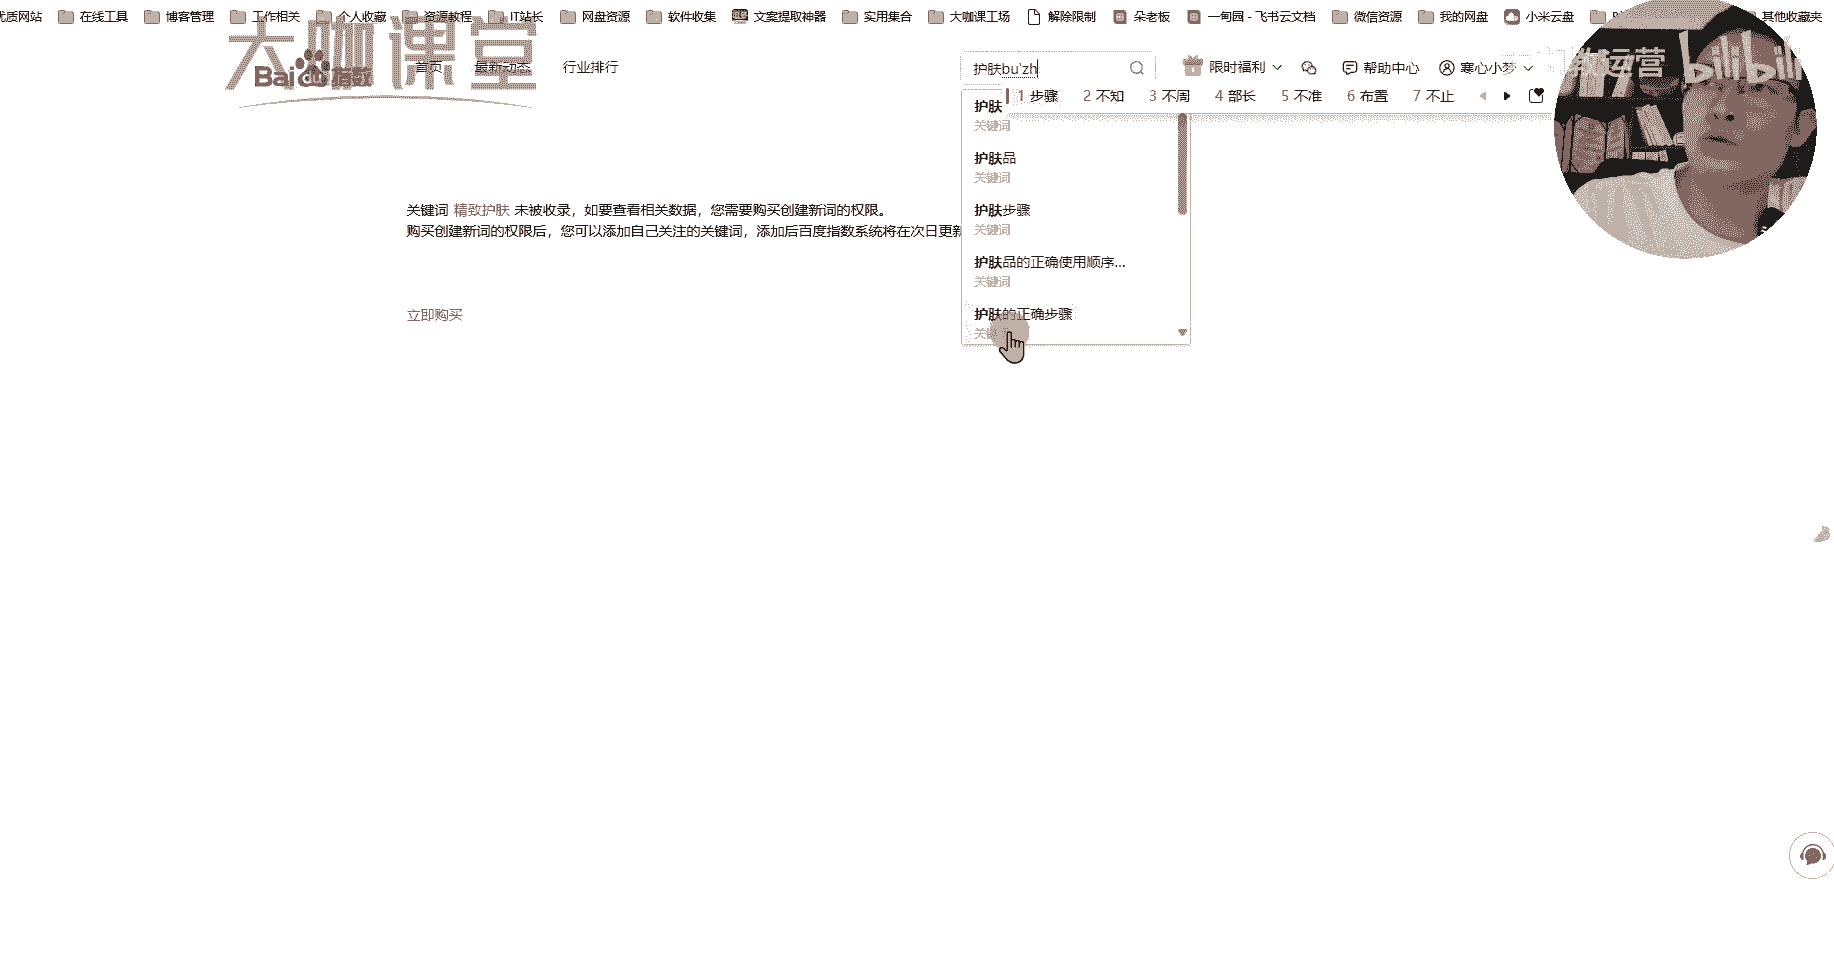 优质网站 在线工具 博客管理 工作相关 个人收藏 资源教程 IT站长 网盘资源 软件收集 文案提取神器 实用集合 大咖课工场 解除限制 朵老板 一甸园 - 飞书云文档 微信资源 我的网盘 小米云盘 其他收藏夹
大咖课堂
Bai du 指数 首页 最新动态 行业排行 护肤bu'zh 限时福利 帮助中心 寒心小梦
运营 bilibili
1 步骤 2 不知 3 不周 4 部长 5 不准 6 布置 7 不止
护肤
关键词
护肤品
关键词
护肤步骤
关键词
护肤品的正确使用顺序...
关键词
护肤的正确步骤
关键词 精致护肤 未被收录，如要查看相关数据，您需要购买创建新词的权限。
购买创建新词的权限后，您可以添加自己关注的关键词，添加后百度指数系统将在次日更新
立即购买